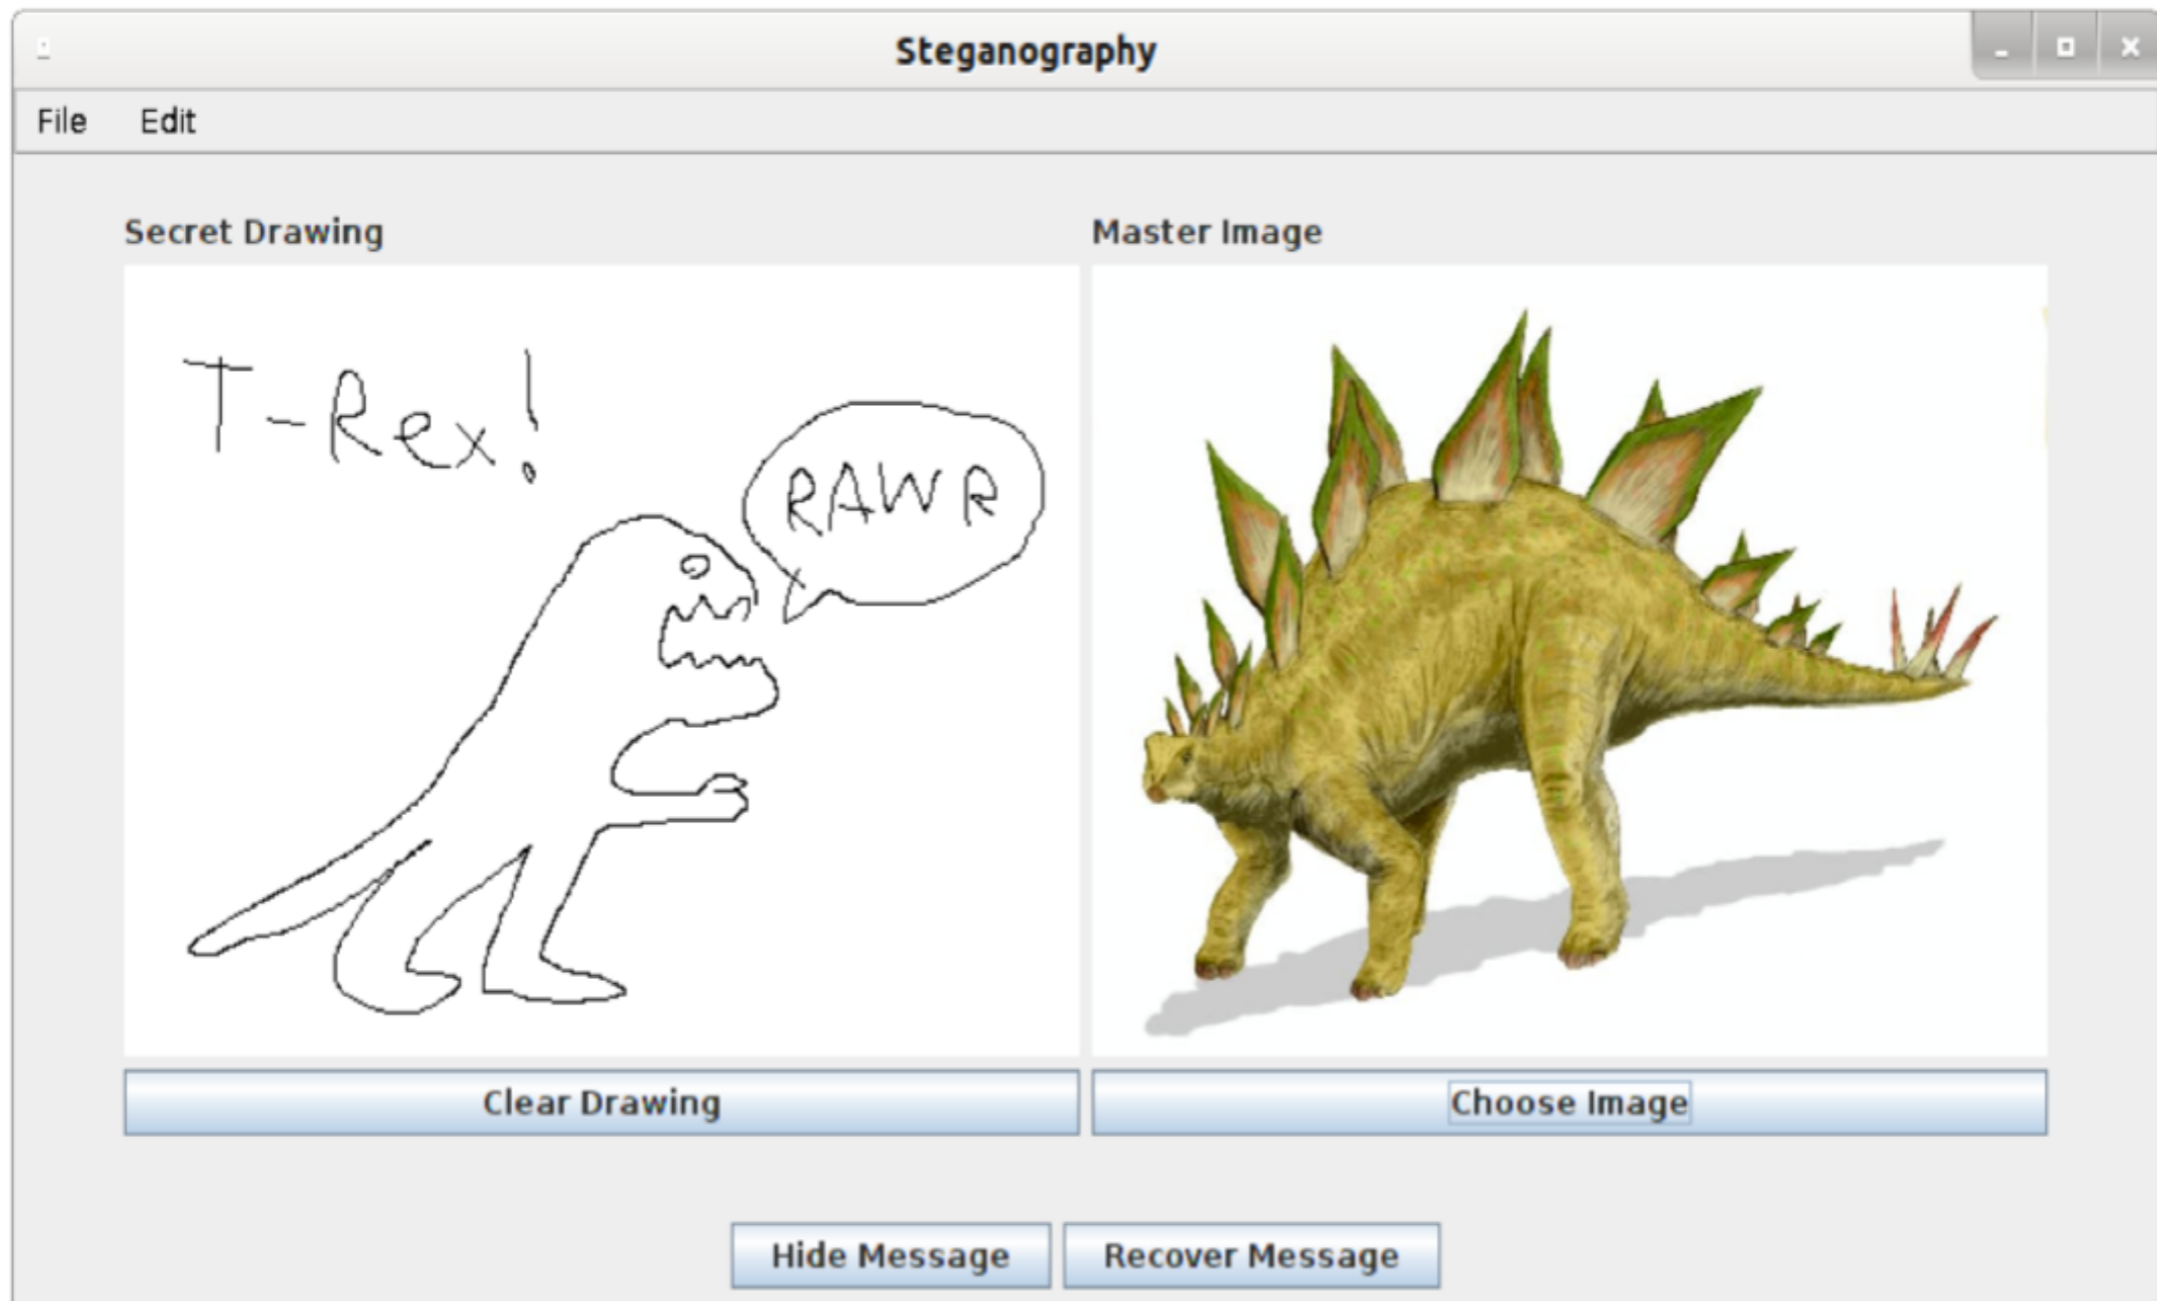 Steganography
File Edit
Secret Drawing
Master Image
T-Rex!
RAWR
Clear Drawing
Choose Image
Hide Message
Recover Message